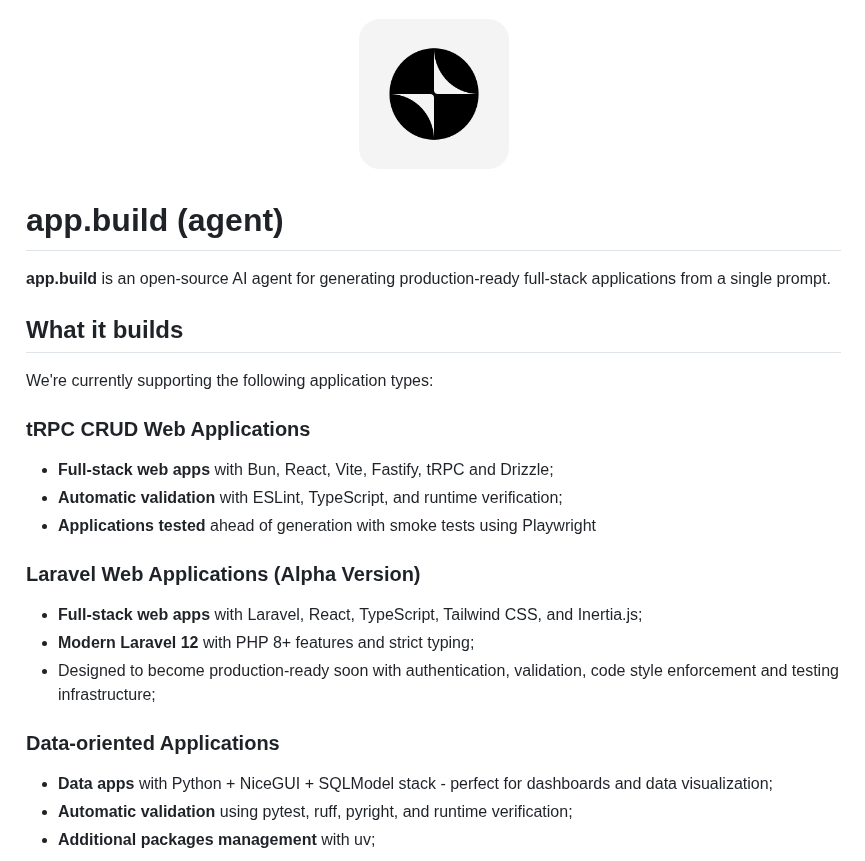 app.build (agent)
app.build is an open-source AI agent for generating production-ready full-stack applications from a single prompt.
What it builds
We're currently supporting the following application types:
tRPC CRUD Web Applications
Full-stack web apps with Bun, React, Vite, Fastify, tRPC and Drizzle;
Automatic validation with ESLint, TypeScript, and runtime verification;
Applications tested ahead of generation with smoke tests using Playwright
Laravel Web Applications (Alpha Version)
Full-stack web apps with Laravel, React, TypeScript, Tailwind CSS, and Inertia.js;
Modern Laravel 12 with PHP 8+ features and strict typing;
Designed to become production-ready soon with authentication, validation, code style enforcement and testing
infrastructure;
Data-oriented Applications
Data apps with Python + NiceGUI + SQLModel stack - perfect for dashboards and data visualization;
Automatic validation using pytest, ruff, pyright, and runtime verification;
Additional packages management with uv;